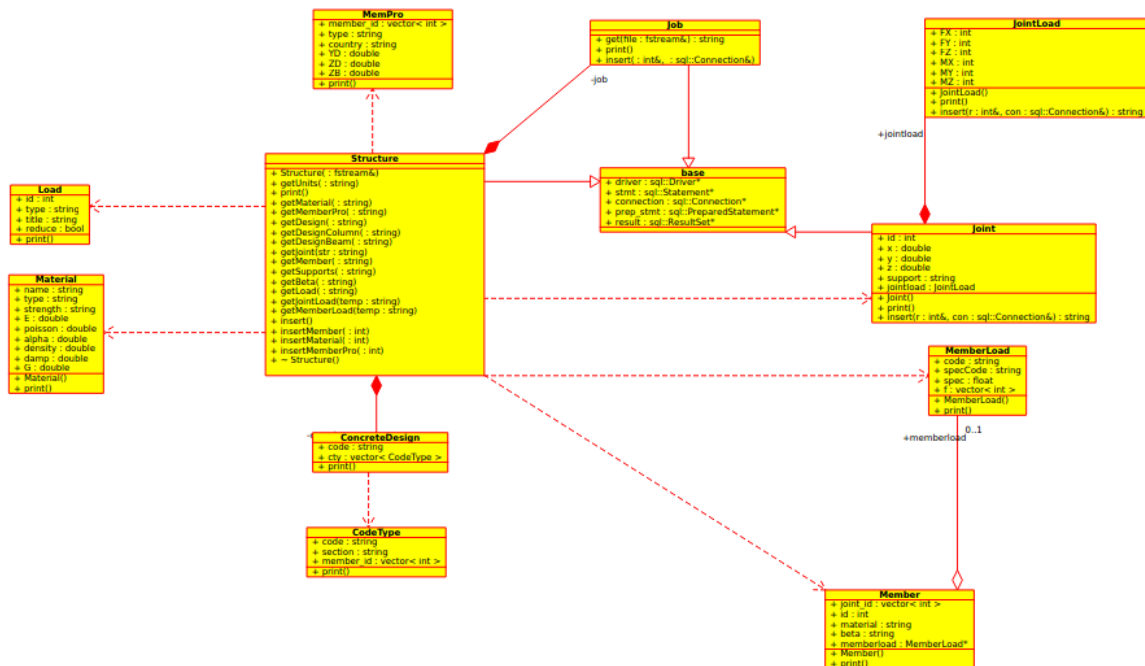 MemPro
+ member_id : vector< int >
+ type : string
+ country : string
+ YD : double
+ ZD : double
+ ZB : double
+ print()
Job
+ get(file : fstream&) : string
+ print()
+ insert( : int&, : sql::Connection&)
-job
JointLoad
+ FX : int
+ FY : int
+ FZ : int
+ MX : int
+ MY : int
+ MZ : int
+ JointLoad()
+ print()
+ insert(r : int&, con : sql::Connection&) : string
+jointload
Structure
+ Structure( : fstream&)
+ getUnits( : string)
+ print()
+ getMaterial( : string)
+ getMemberPro( : string)
+ getDesign( : string)
+ getDesignColumn( : string)
+ getDesignBeam( : string)
+ getJoint(str : string)
+ getMember( : string)
+ getSupports( : string)
+ getBeta( : string)
+ getLoad( : string)
+ getJointLoad(temp : string)
+ getMemberLoad(temp : string)
+ insert()
+ insertMember( : int)
+ insertMaterial( : int)
+ insertMemberPro( : int)
+ ~ Structure()
base
+ driver : sql::Driver*
+ stmt : sql::Statement*
+ connection : sql::Connection*
+ prep_stmt : sql::PreparedStatement*
+ result : sql::ResultSet*
Load
+ id : int
+ type : string
+ title : string
+ reduce : bool
+ print()
Joint
+ id : int
+ x : double
+ y : double
+ z : double
+ support : string
+ jointload : JointLoad
+ Joint()
+ print()
+ insert(r : int&, con : sql::Connection&) : string
Material
+ name : string
+ type : string
+ strength : string
+ E : double
+ poisson : double
+ alpha : double
+ density : double
+ damp : double
+ G : double
+ Material()
+ print()
MemberLoad
+ code : string
+ specCode : string
+ spec : float
+ f : vector< int >
+ MemberLoad()
+ print()
0..1
+memberload
ConcreteDesign
+ code : string
+ cty : vector< CodeType >
+ print()
CodeType
+ code : string
+ section : string
+ member_id : vector< int >
+ print()
Member
+ joint_id : vector< int >
+ id : int
+ material : string
+ beta : string
+ memberload : MemberLoad*
+ Member()
+ print()